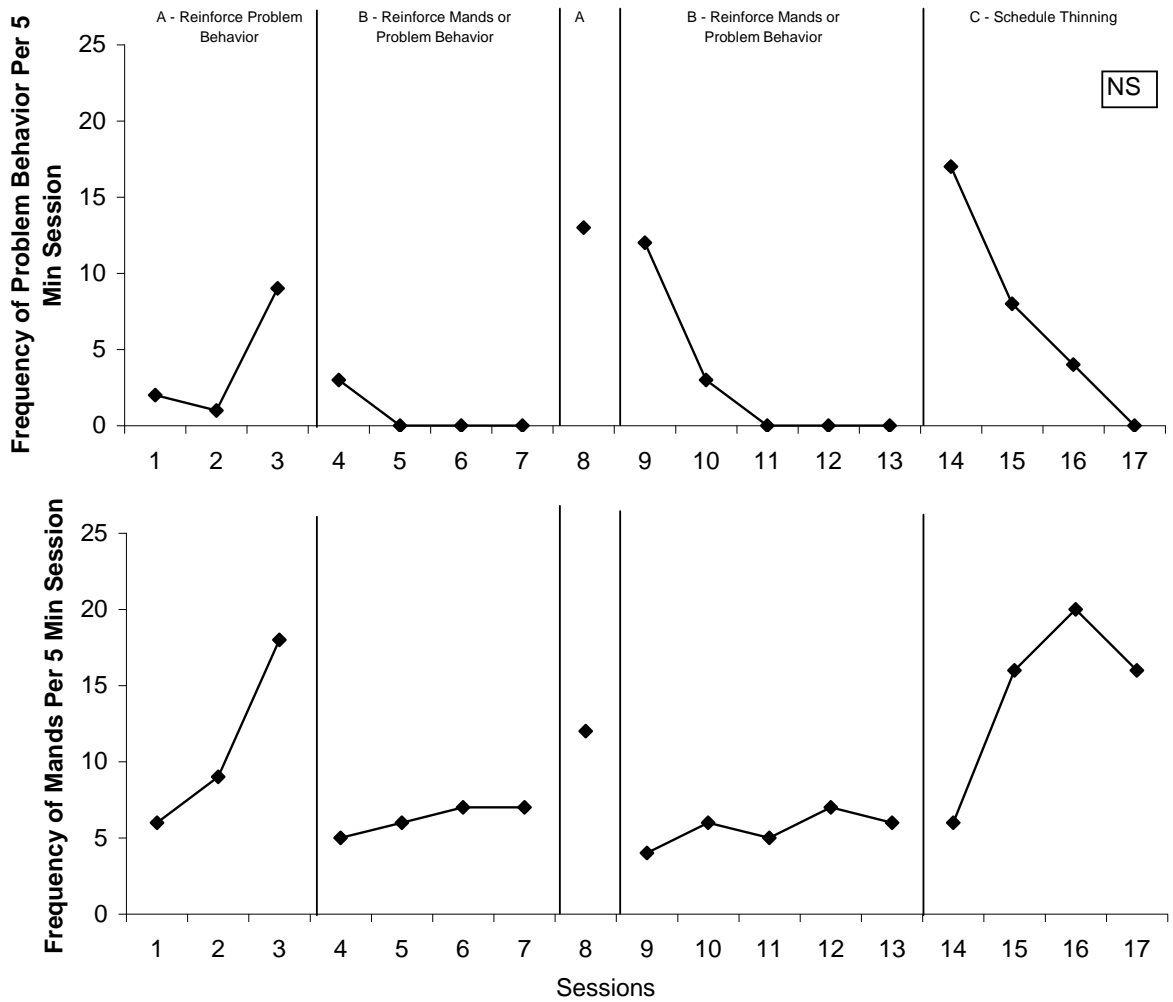 A - Reinforce Problem
Behavior
B - Reinforce Mands or
Problem Behavior
A
B - Reinforce Mands or
Problem Behavior
C - Schedule Thinning
NS
Frequency of Problem Behavior Per 5
Min Session
25
20
15
10
5
0
1 2 3 4 5 6 7 8 9 10 11 12 13 14 15 16 17
Frequency of Mands Per 5 Min Session
25
20
15
10
5
0
1 2 3 4 5 6 7 8 9 10 11 12 13 14 15 16 17
Sessions